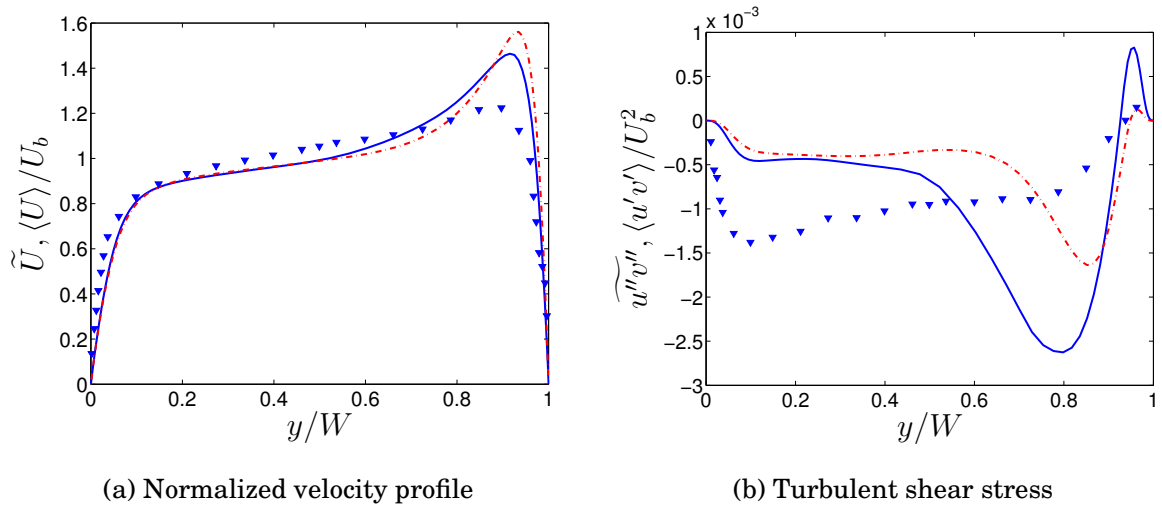 1.6
1.4
1.2
1
0.8
0.6
0.4
0.2
0
0 0.2 0.4 0.6 0.8 1
Ũ, ⟨U⟩/U_b
y/W
(a) Normalized velocity profile
x 10⁻³
1
0.5
0
−0.5
−1
−1.5
−2
−2.5
−3
0 0.2 0.4 0.6 0.8 1
\widetilde{u''v''}, ⟨u'v'⟩/U_b^2
y/W
(b) Turbulent shear stress